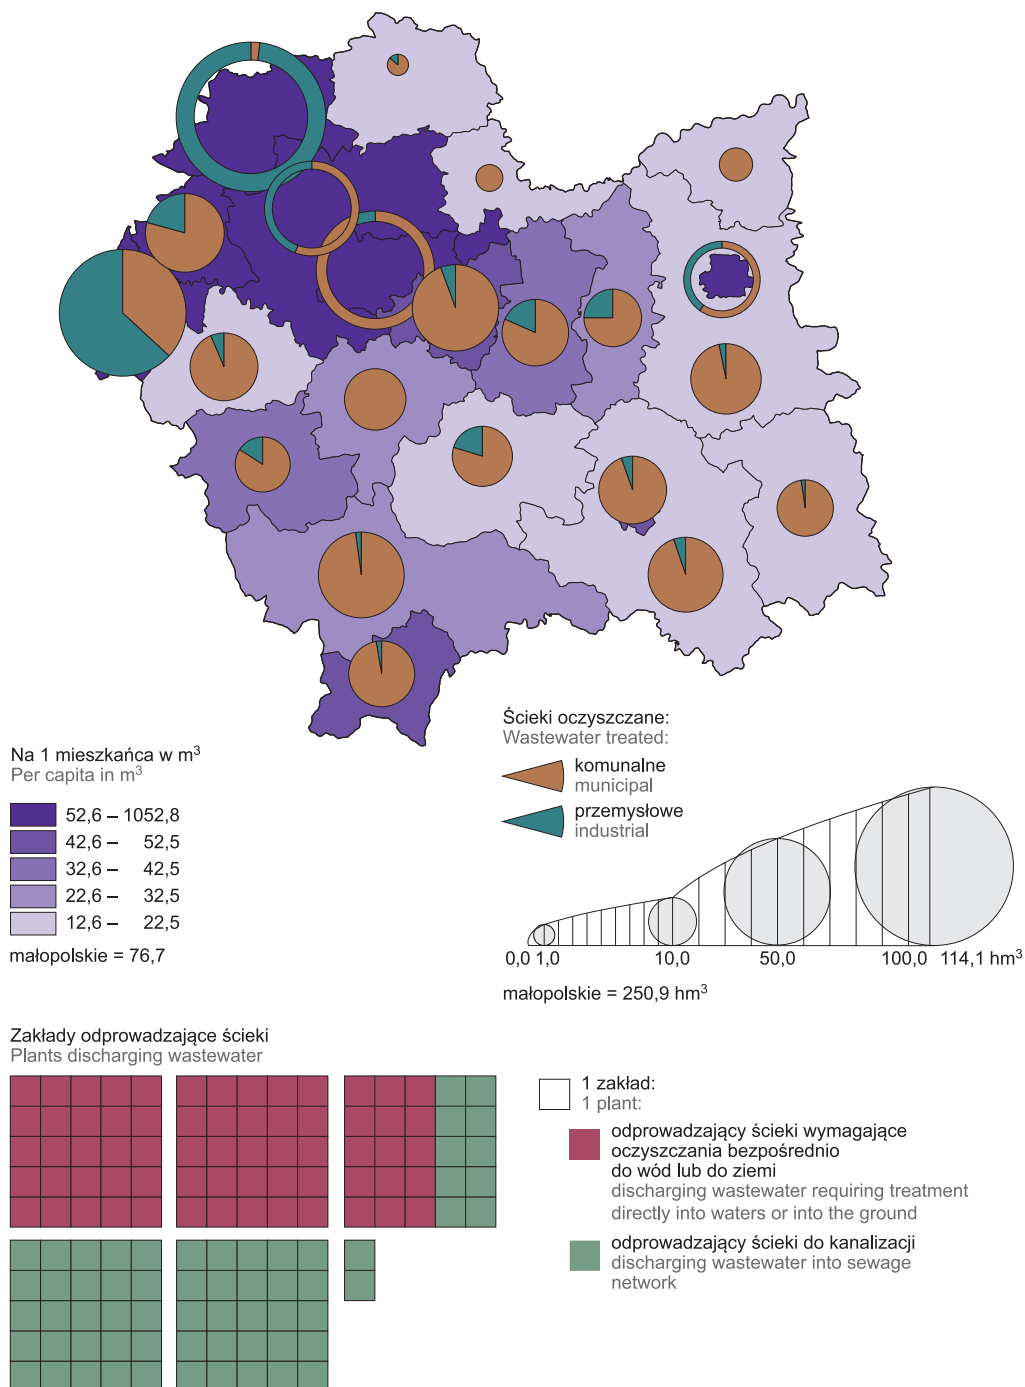 Na 1 mieszkańca w m³
Per capita in m³
52,6 – 1052,8
42,6 – 52,5
32,6 – 42,5
22,6 – 32,5
12,6 – 22,5
małopolskie = 76,7
Ścieki oczyszczane:
Wastewater treated:
komunalne
municipal
przemysłowe
industrial
0,0 1,0 10,0 50,0 100,0 114,1 hm³
małopolskie = 250,9 hm³
Zakłady odprowadzające ścieki
Plants discharging wastewater
1 zakład:
1 plant:
odprowadzający ścieki wymagające
oczyszczania bezpośrednio
do wód lub do ziemi
discharging wastewater requiring treatment
directly into waters or into the ground
odprowadzający ścieki do kanalizacji
discharging wastewater into sewage
network